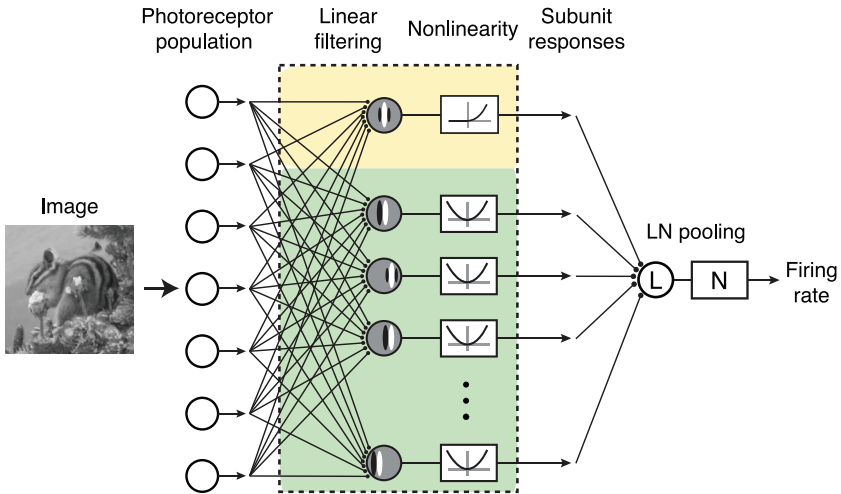 Photoreceptor
population
Linear
filtering
Nonlinearity
Subunit
responses
Image
LN pooling
L
N
Firing
rate